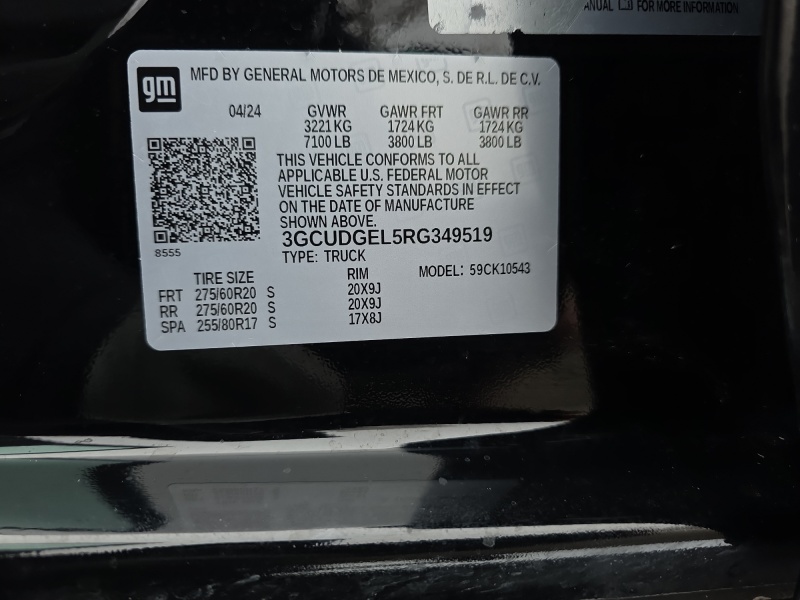 ANUAL FOR MORE INFORMATION
gm MFD BY GENERAL MOTORS DE MEXICO, S. DE R.L. DE C.V.
04/24 GVWR GAWR FRT GAWR RR
3221 KG 1724 KG 1724 KG
7100 LB 3800 LB 3800 LB
THIS VEHICLE CONFORMS TO ALL
APPLICABLE U.S. FEDERAL MOTOR
VEHICLE SAFETY STANDARDS IN EFFECT
ON THE DATE OF MANUFACTURE
SHOWN ABOVE.
3GCUDGEL5RG349519
8555
TYPE: TRUCK
TIRE SIZE RIM MODEL: 59CK10543
FRT 275/60R20 S 20X9J
RR 275/60R20 S 20X9J
SPA 255/80R17 S 17X8J